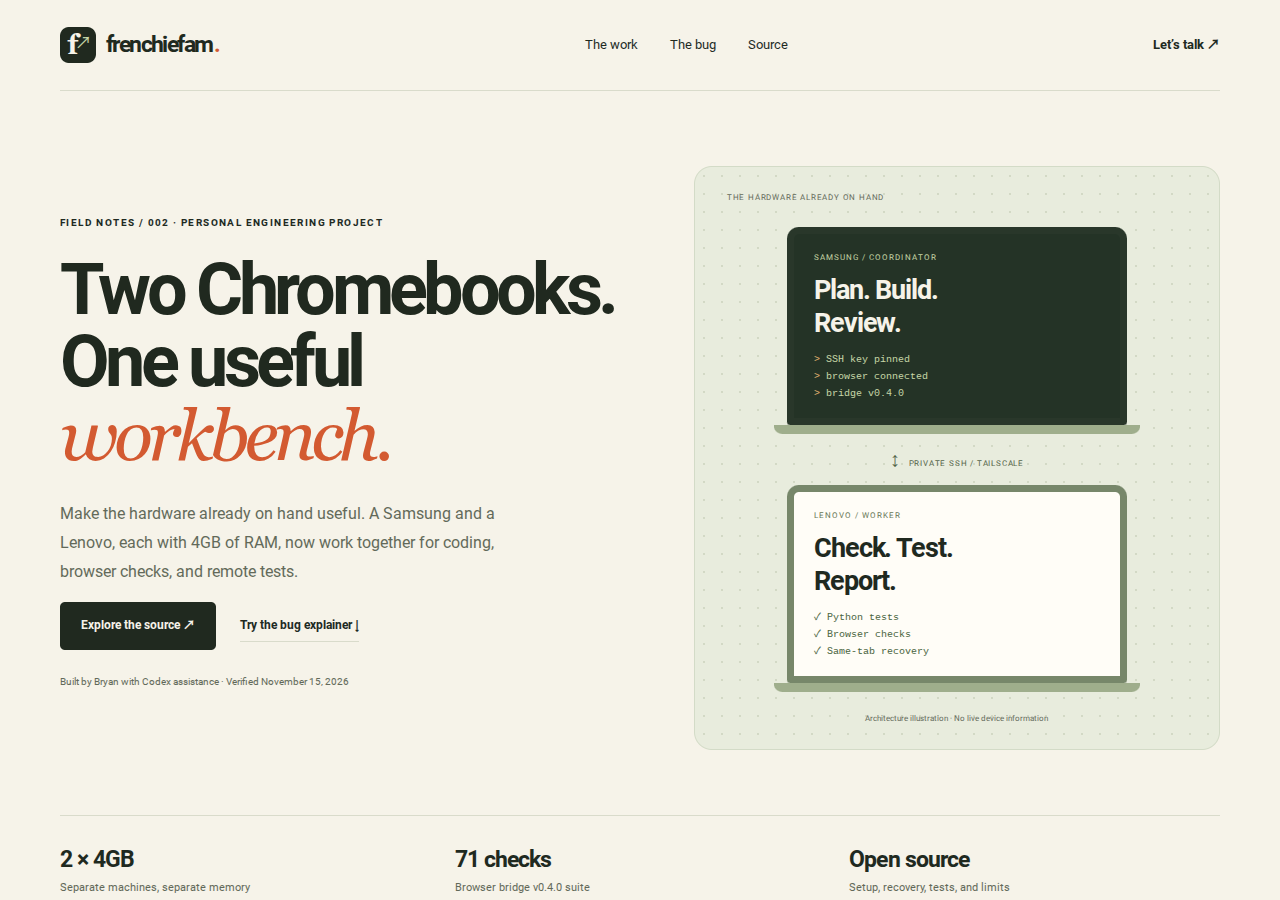 f↗ frenchiefam.
The work
The bug
Source
Let's talk ↗
FIELD NOTES / 002 · PERSONAL ENGINEERING PROJECT
Two Chromebooks.
One useful
workbench.
Make the hardware already on hand useful. A Samsung and a
Lenovo, each with 4GB of RAM, now work together for coding,
browser checks, and remote tests.
Explore the source ↗
Try the bug explainer ↓
Built by Bryan with Codex assistance · Verified November 15, 2026
THE HARDWARE ALREADY ON HAND
SAMSUNG / COORDINATOR
Plan. Build.
Review.
> SSH key pinned
> browser connected
> bridge v0.4.0
↕ PRIVATE SSH / TAILSCALE
LENOVO / WORKER
Check. Test.
Report.
✓ Python tests
✓ Browser checks
✓ Same-tab recovery
Architecture illustration · No live device information
2 × 4GB
Separate machines, separate memory
71 checks
Browser bridge v0.4.0 suite
Open source
Setup, recovery, tests, and limits